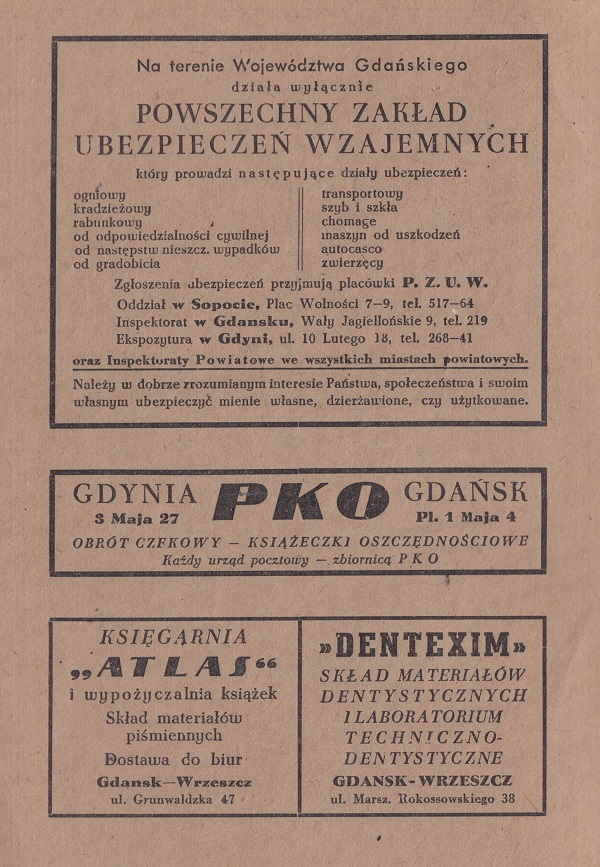 Na terenie Województwa Gdańskiego
działa wyłącznie
POWSZECHNY ZAKŁAD
UBEZPIECZEŃ WZAJEMNYCH
który prowadzi następujące działy ubezpieczeń:
ogniowy
kradzieżowy
rabunkowy
od odpowiedzialności cywilnej
od następstw nieszcz. wypadków
od gradobicia
transportowy
szyb i szkła
chomage
maszyn od uszkodzeń
autocasco
zwierzęcy
Zgłoszenia ubezpieczeń przyjmują placówki P. Z. U. W.
Oddział w Sopocie, Plac Wolności 7–9, tel. 517–64
Inspektorat w Gdansku, Wały Jagiellońskie 9, tel. 219
Ekspozytura w Gdyni, ul. 10 Lutego 18, tel. 268–41
oraz Inspektoraty Powiatowe we wszystkich miastach powiatowych.
Należy w dobrze zrozumianym interesie Państwa, społeczeństwa i swoim
własnym ubezpieczyć mienie własne, dzierżawione, czy użytkowane.
GDYNIA PKO GDAŃSK
3 Maja 27 Pl. 1 Maja 4
OBRÓT CZFKOWY – KSIĄŻECZKI OSZCZĘDNOŚCIOWE
Każdy urząd pocztowy – zbiornicą PKO
KSIĘGARNIA
„ATLAS“
i wypożyczalnia książek
Skład materiałów
piśmiennych
Dostawa do biur
Gdansk—Wrzeszcz
ul. Grunwaldzka 47
»DENTEXIM»
SKŁAD MATERIAŁÓW
DENTYSTYCZNYCH
I LABORATORIUM
TECHNICZNO-
DENTYSTYCZNE
GDANSK-WRZESZCZ
ul. Marsz. Rokossowskiego 38